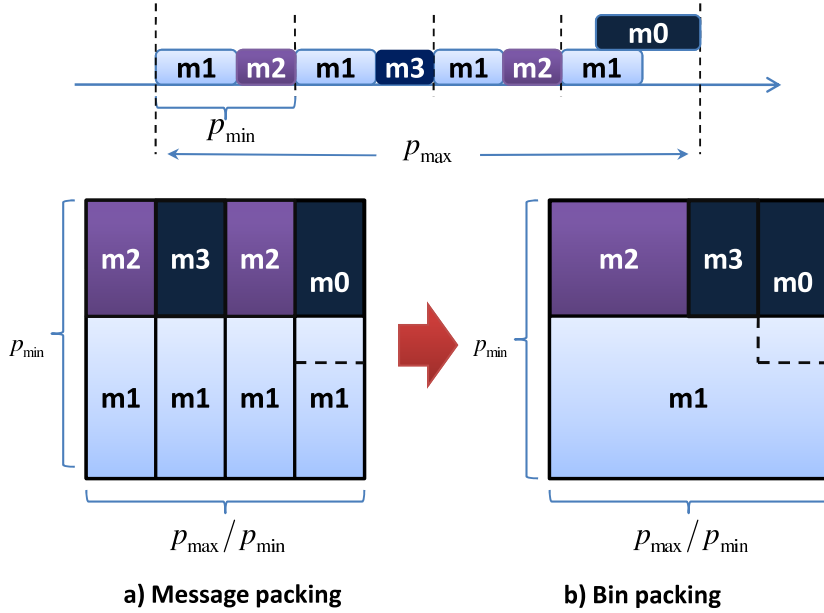 m0
m1 m2 m1 m3 m1 m2 m1
p_min
p_max
m2 m3 m2 m0
m2 m3 m0
p_min
p_min
m1 m1 m1 m1
m1
p_max / p_min
p_max / p_min
a) Message packing
b) Bin packing